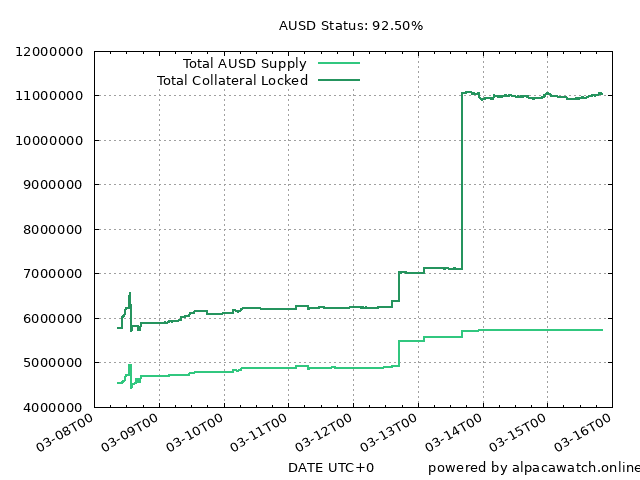 AUSD Status: 92.50%
12000000
Total AUSD Supply
Total Collateral Locked
11000000
10000000
9000000
8000000
7000000
6000000
5000000
4000000
03-08T00 03-09T00 03-10T00 03-11T00 03-12T00 03-13T00 03-14T00 03-15T00 03-16T00
DATE UTC+0
powered by alpacawatch.online